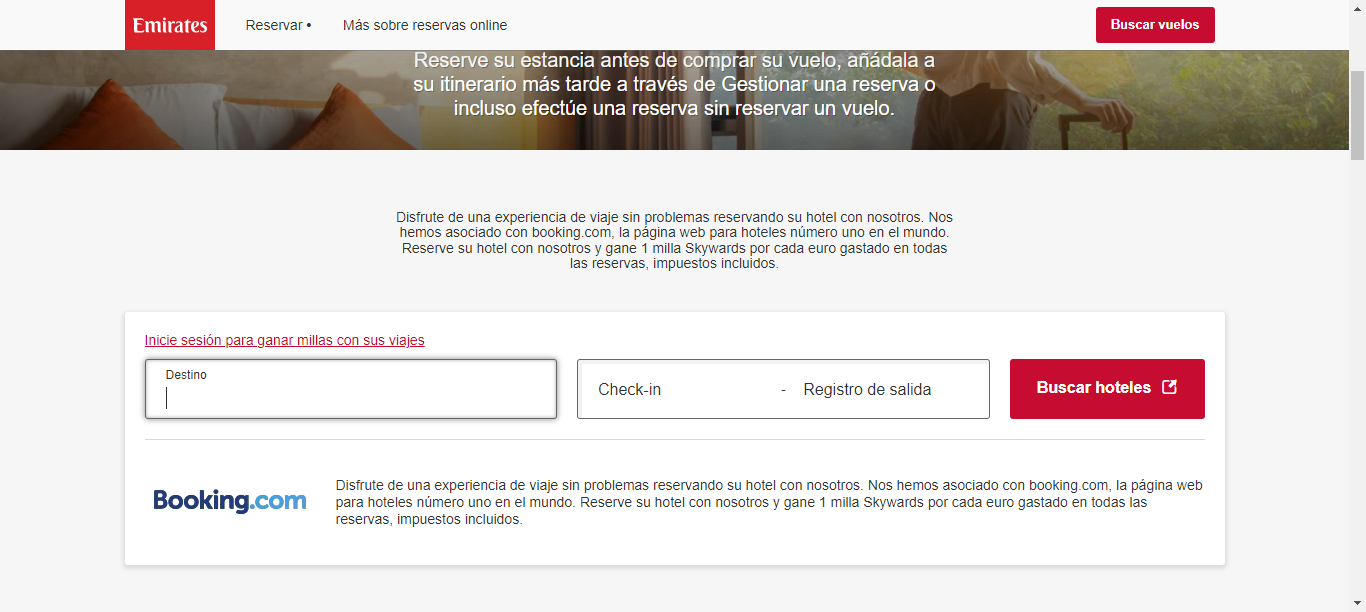 Emirates
Reservar •
Más sobre reservas online
Buscar vuelos
Reserve su estancia antes de comprar su vuelo, añádala a
su itinerario más tarde a través de Gestionar una reserva o
incluso efectúe una reserva sin reservar un vuelo.
Disfrute de una experiencia de viaje sin problemas reservando su hotel con nosotros. Nos
hemos asociado con booking.com, la página web para hoteles número uno en el mundo.
Reserve su hotel con nosotros y gane 1 milla Skywards por cada euro gastado en todas
las reservas, impuestos incluidos.
Inicie sesión para ganar millas con sus viajes
Destino
Check-in - Registro de salida
Buscar hoteles
Booking.com
Disfrute de una experiencia de viaje sin problemas reservando su hotel con nosotros. Nos hemos asociado con booking.com, la página web
para hoteles número uno en el mundo. Reserve su hotel con nosotros y gane 1 milla Skywards por cada euro gastado en todas las
reservas, impuestos incluidos.